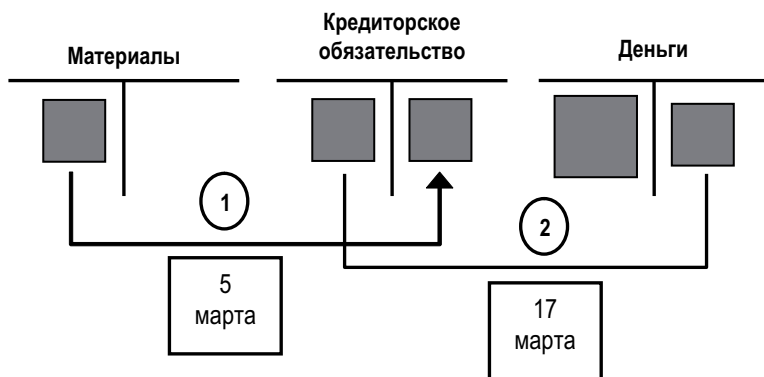 Материалы
Кредиторское
обязательство
Деньги
1
2
5
марта
17
марта